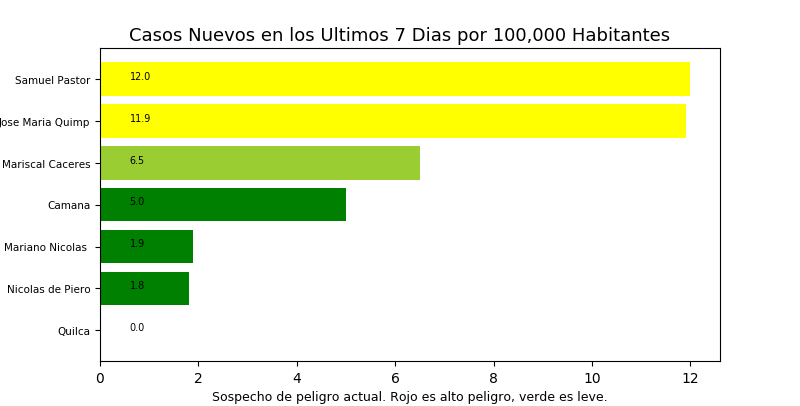 Casos Nuevos en los Ultimos 7 Dias por 100,000 Habitantes
Samuel Pastor 12.0
Jose Maria Quimp 11.9
Mariscal Caceres 6.5
Camana 5.0
Mariano Nicolas 1.9
Nicolas de Piero 1.8
Quilca 0.0
0 2 4 6 8 10 12
Sospecho de peligro actual. Rojo es alto peligro, verde es leve.